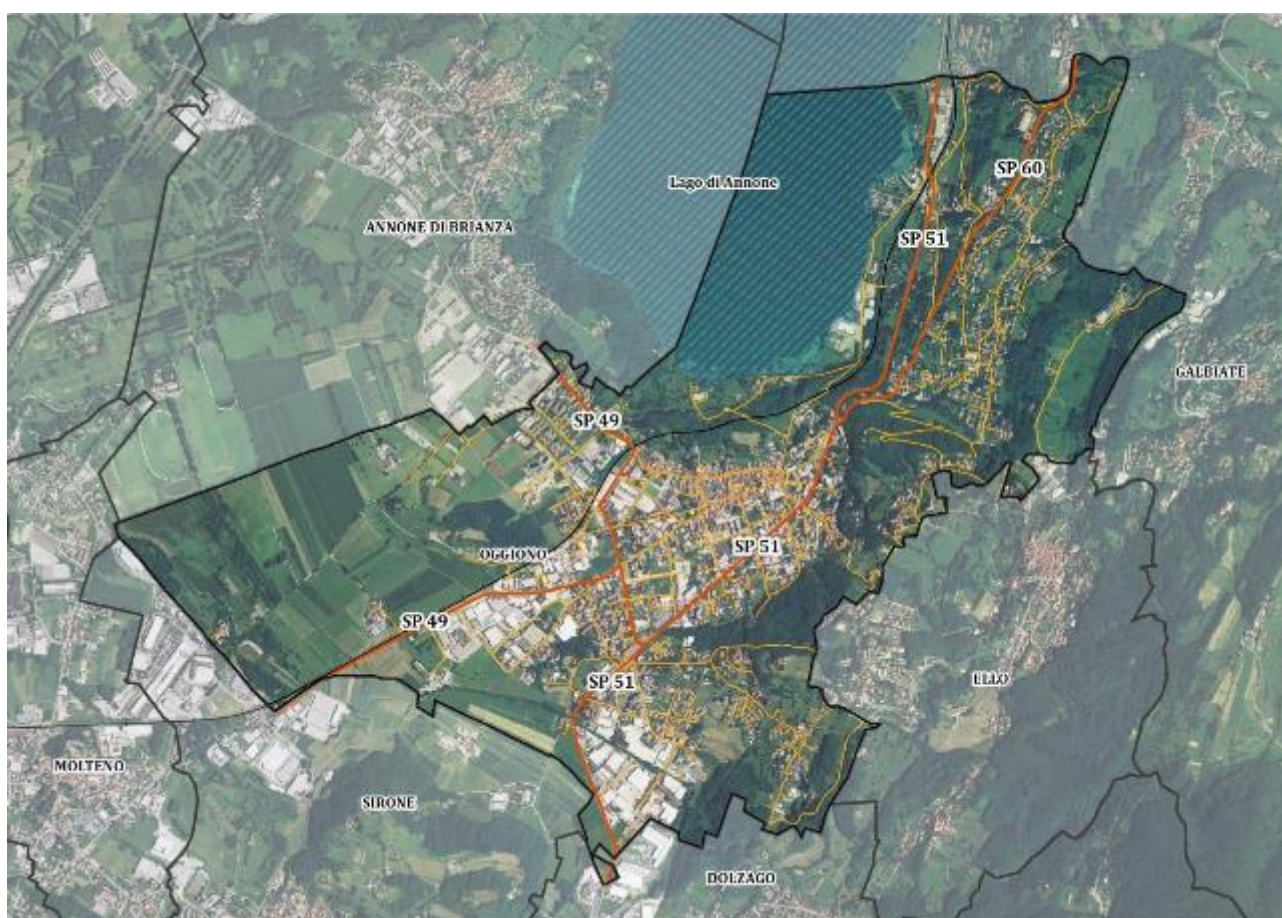 SP 60
Lago di Annone
ANNONE DI BRIANZA
SP 51
GALBIATE
SP 49
SP 51
OGGIONO
SP 49
ELLO
SP 51
MOLTENO
SIRONE
DOLZAGO